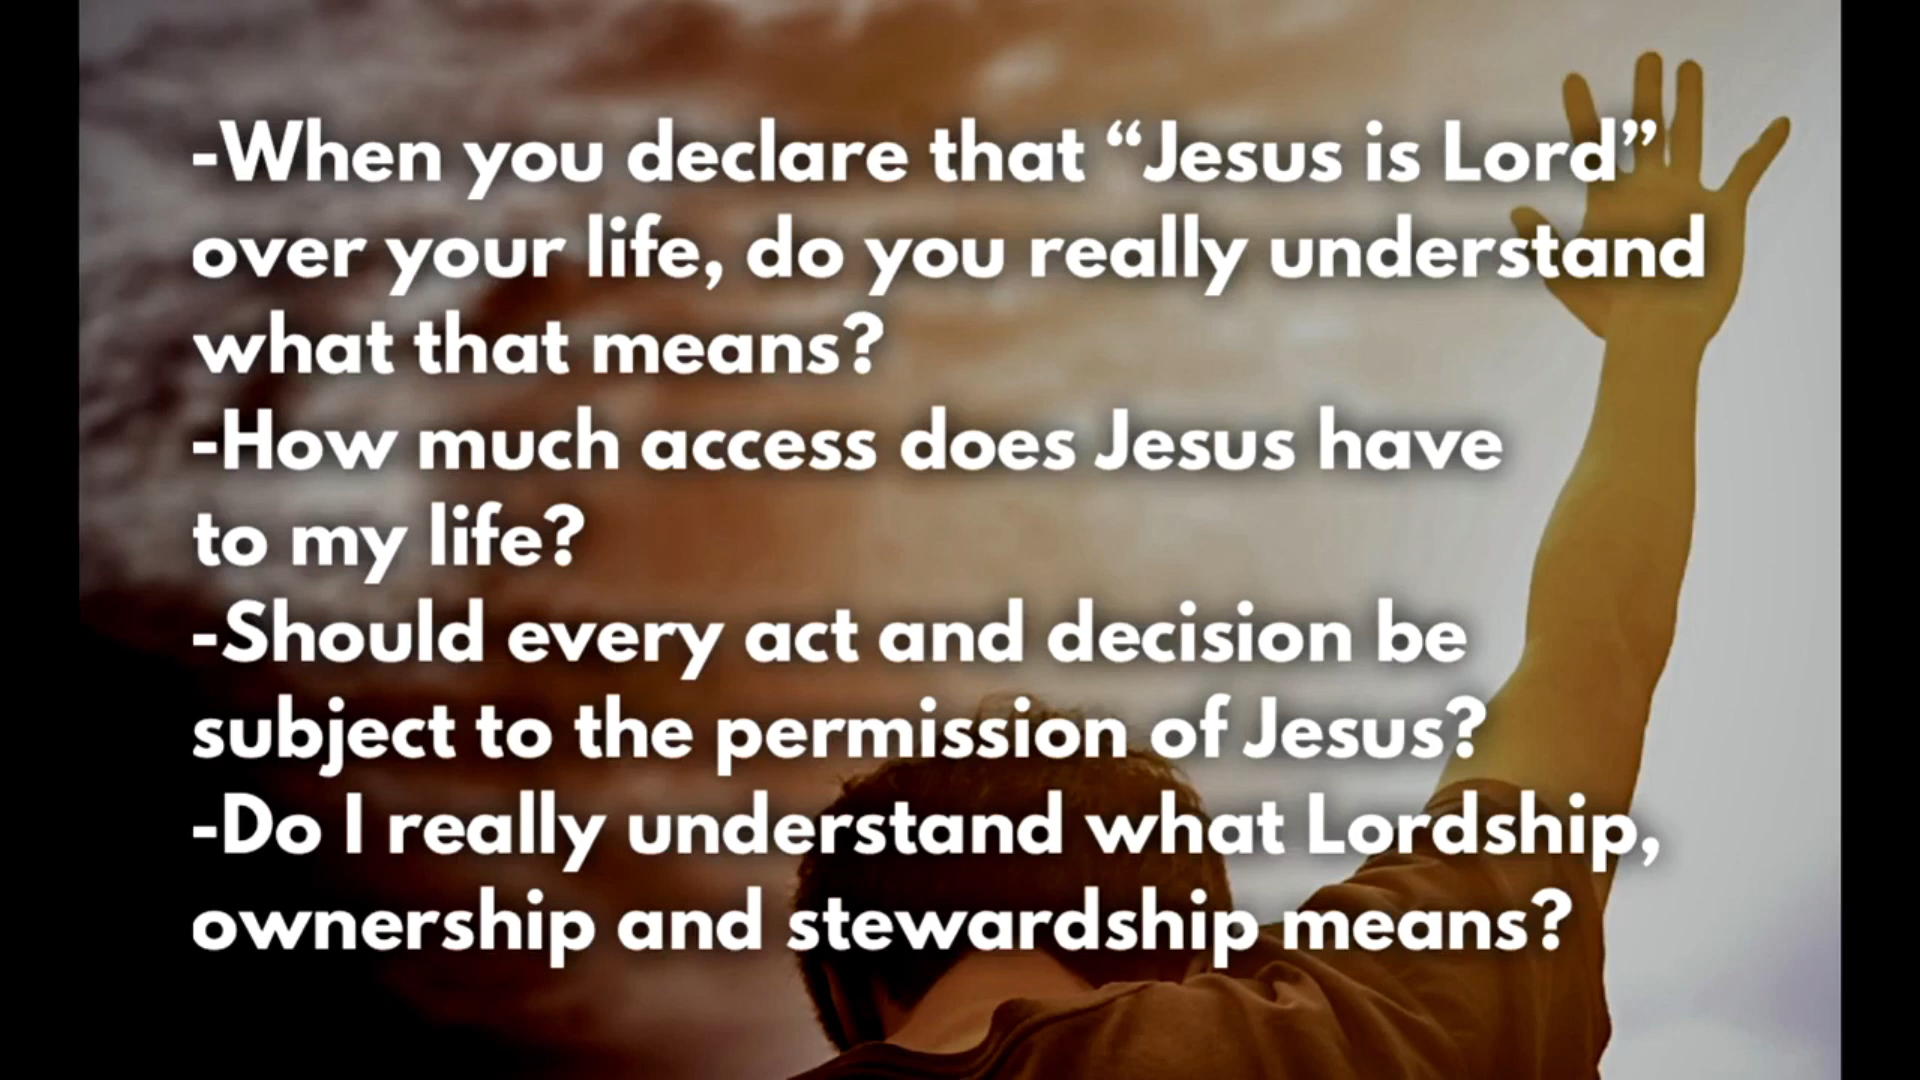 -When you declare that “Jesus is Lord”
over your life, do you really understand
what that means?
-How much access does Jesus have
to my life?
-Should every act and decision be
subject to the permission of Jesus?
-Do I really understand what Lordship,
ownership and stewardship means?